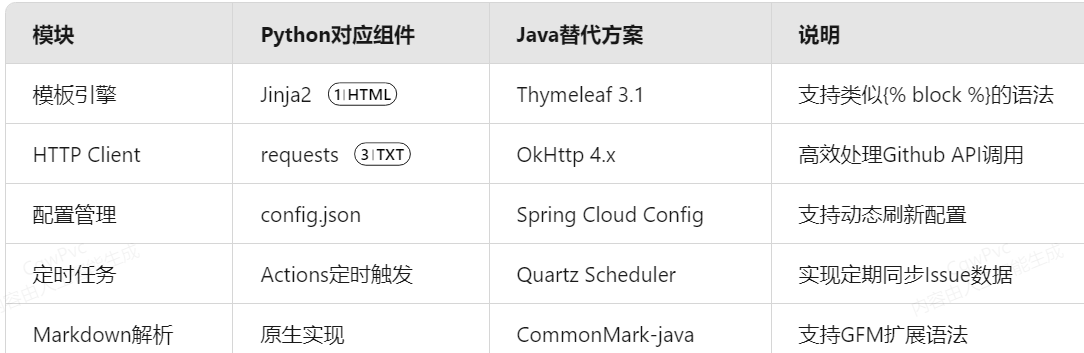 模块 Python对应组件 Java替代方案 说明
模板引擎 Jinja2 1|HTML Thymeleaf 3.1 支持类似{% block %}的语法
HTTP Client requests 3|TXT OkHttp 4.x 高效处理Github API调用
配置管理 config.json Spring Cloud Config 支持动态刷新配置
定时任务 Actions定时触发 Quartz Scheduler 实现定期同步Issue数据
Markdown解析 原生实现 CommonMark-java 支持GFM扩展语法